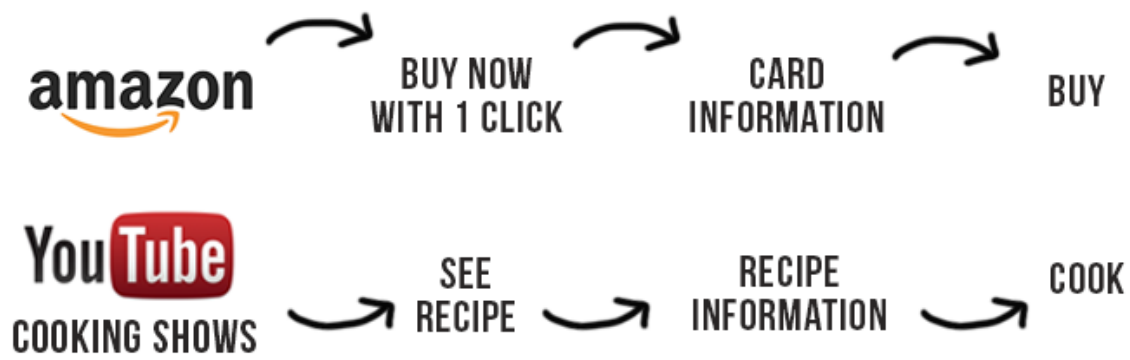 amazon
BUY NOW
WITH 1 CLICK
CARD
INFORMATION
BUY
YouTube
COOKING SHOWS
SEE
RECIPE
RECIPE
INFORMATION
COOK